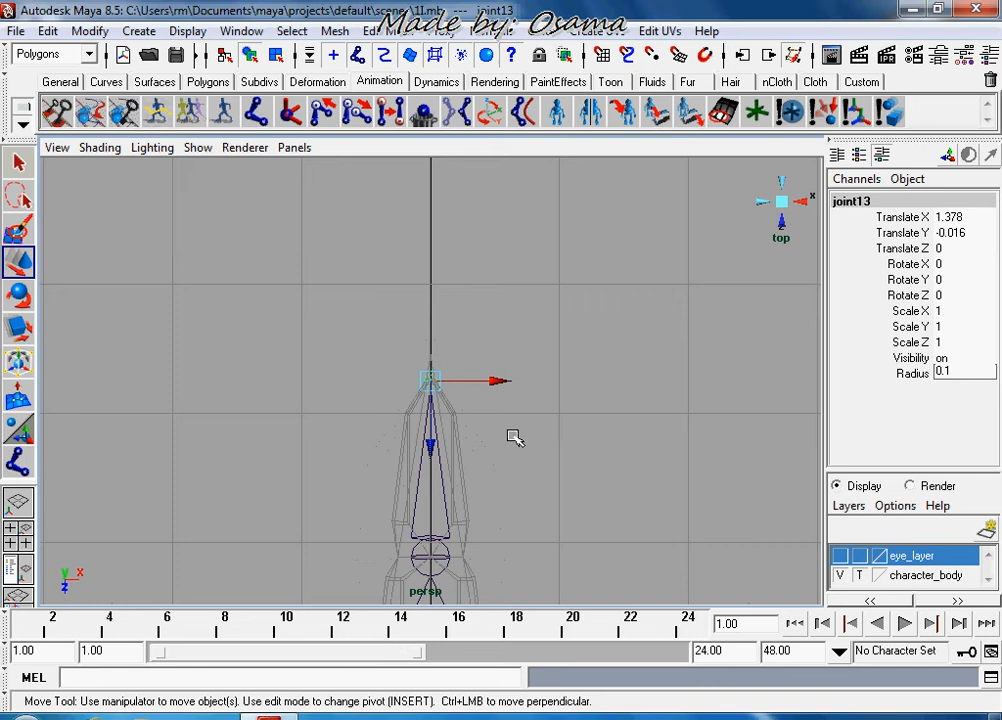 Autodesk Maya 8.5: C:\Users\rm\Documents\maya\projects\default\scene_1I.mb --- joint13
Made by: Osama
File Edit Modify Create Display Window Select Mesh Edit UVs Help
Polygons
General Curves Surfaces Polygons Subdivs Deformation Animation Dynamics Rendering PaintEffects Toon Fluids Fur Hair nCloth Cloth Custom
View Shading Lighting Show Renderer Panels
Channels Object
joint13
Translate X 1.378
Translate Y -0.016
Translate Z 0
Rotate X 0
Rotate Y 0
Rotate Z 0
Scale X 1
Scale Y 1
Scale Z 1
Visibility on
Radius 0.1
Y
x
top
Display Render
Layers Options Help
eye_layer
V T character_body
<< >>
y x
z
persp
2 4 6 8 10 12 14 16 18 20 22 24
1.00
1.00 1.00 24.00 48.00 No Character Set
MEL
Move Tool: Use manipulator to move object(s). Use edit mode to change pivot (INSERT). Ctrl+LMB to move perpendicular.